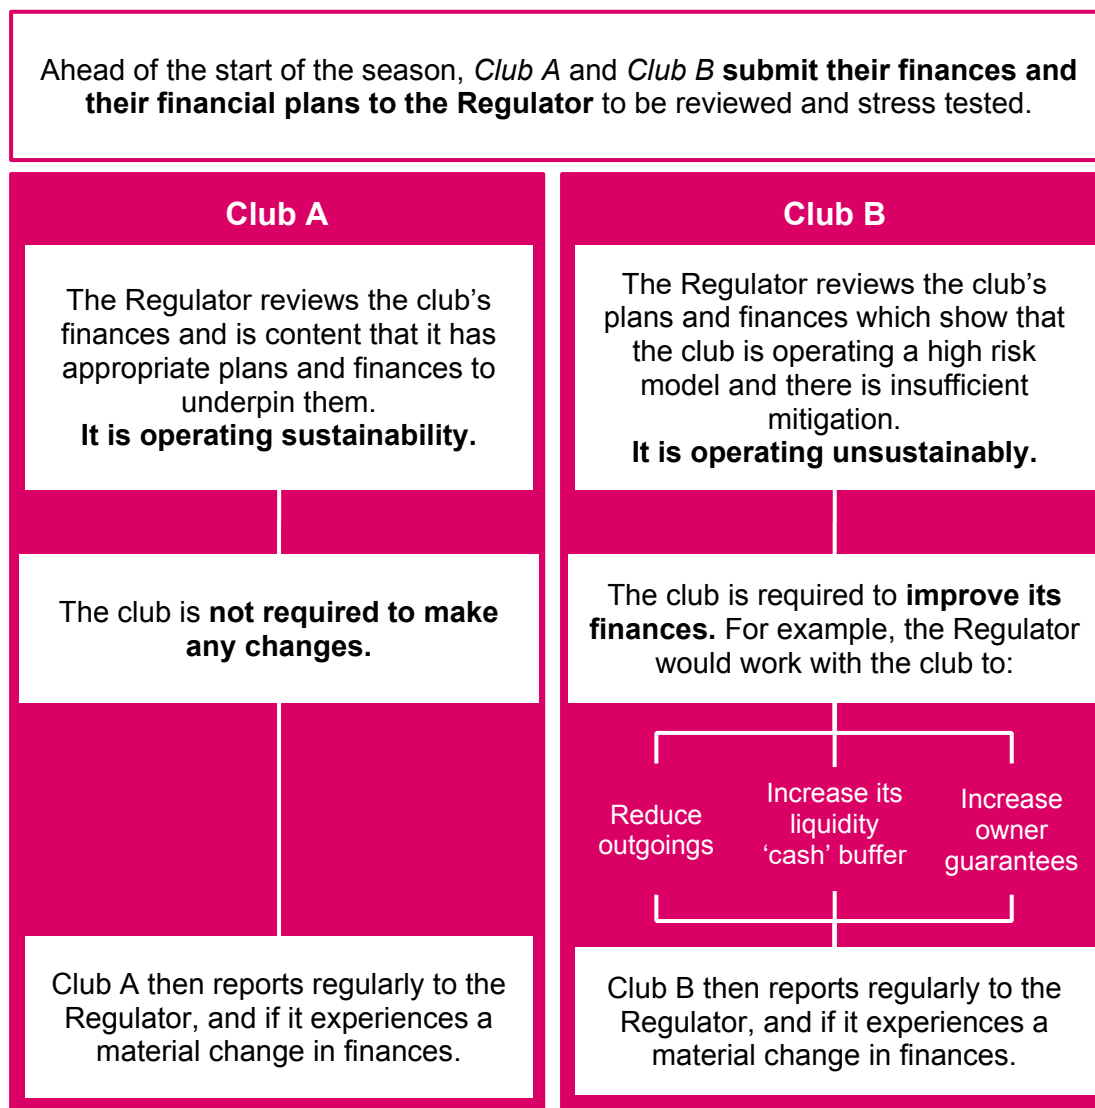 Ahead of the start of the season, Club A and Club B submit their finances and
their financial plans to the Regulator to be reviewed and stress tested.
Club A
The Regulator reviews the club's
finances and is content that it has
appropriate plans and finances to
underpin them.
It is operating sustainability.
The club is not required to make
any changes.
Club A then reports regularly to the
Regulator, and if it experiences a
material change in finances.
Club B
The Regulator reviews the club's
plans and finances which show that
the club is operating a high risk
model and there is insufficient
mitigation.
It is operating unsustainably.
The club is required to improve its
finances. For example, the Regulator
would work with the club to:
Reduce
outgoings
Increase its
liquidity
‘cash’ buffer
Increase
owner
guarantees
Club B then reports regularly to the
Regulator, and if it experiences a
material change in finances.